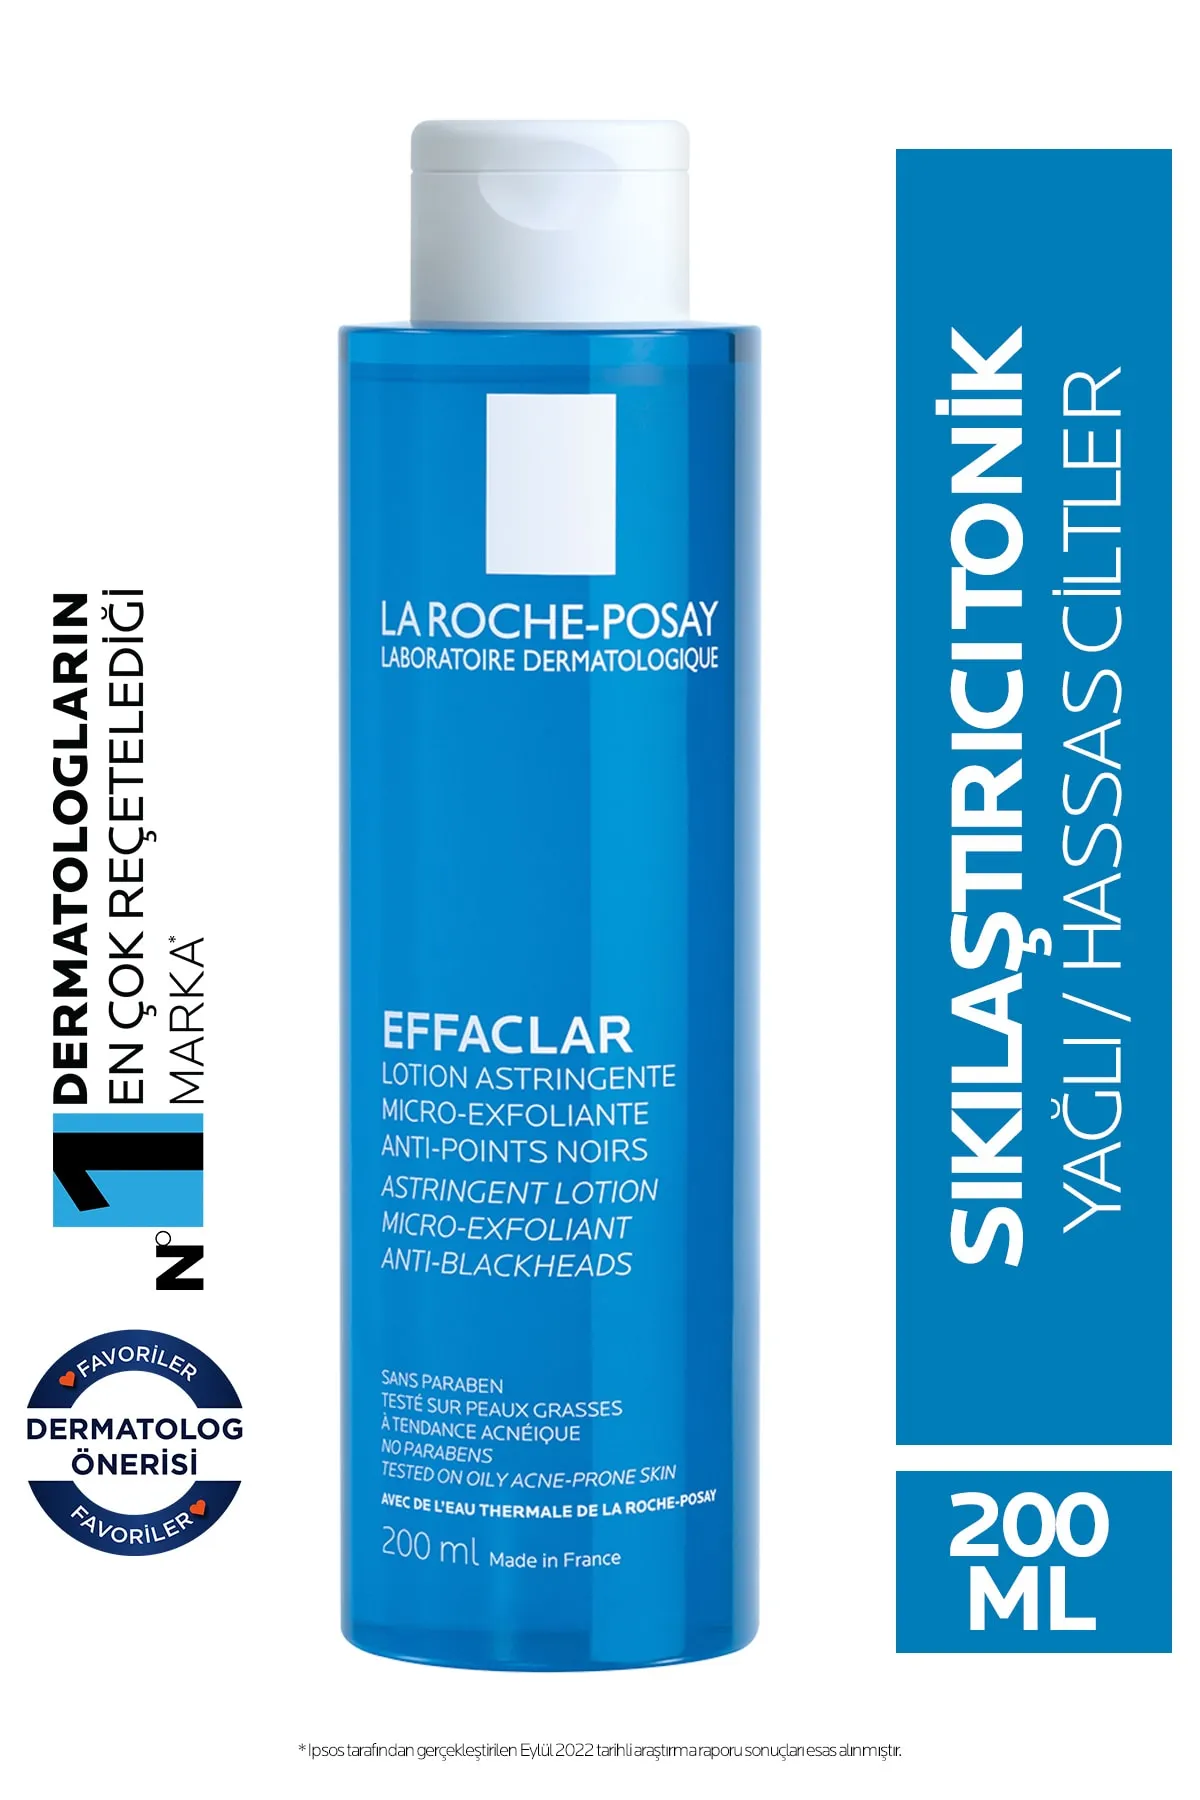 LA ROCHE-POSAY
LABORATOIRE DERMATOLOGIQUE
EFFACLAR
LOTION ASTRINGENTE
MICRO-EXFOLIANTE
ANTI-POINTS NOIRS
ASTRINGENT LOTION
MICRO-EXFOLIANT
ANTI-BLACKHEADS
SANS PARABEN
TESTÉ SUR PEAUX GRASSES
À TENDANCE ACNÉIQUE
NO PARABENS
TESTED ON OILY ACNE-PRONE SKIN
AVEC DE L'EAU THERMALE DE LA ROCHE-POSAY
200 ml Made in France
N° 1 DERMATOLOGLARIN
EN ÇOK REÇETELEDİĞİ
MARKA*
FAVORİLER
DERMATOLOG
ÖNERİSİ
FAVORİLER
SIKILAŞTIRICI TONİK
YAĞLI / HASSAS CİLTLER
200
ML
* Ipsos tarafından gerçekleştirilen Eylül 2022 tarihli araştırma raporu sonuçları esas alınmıştır.